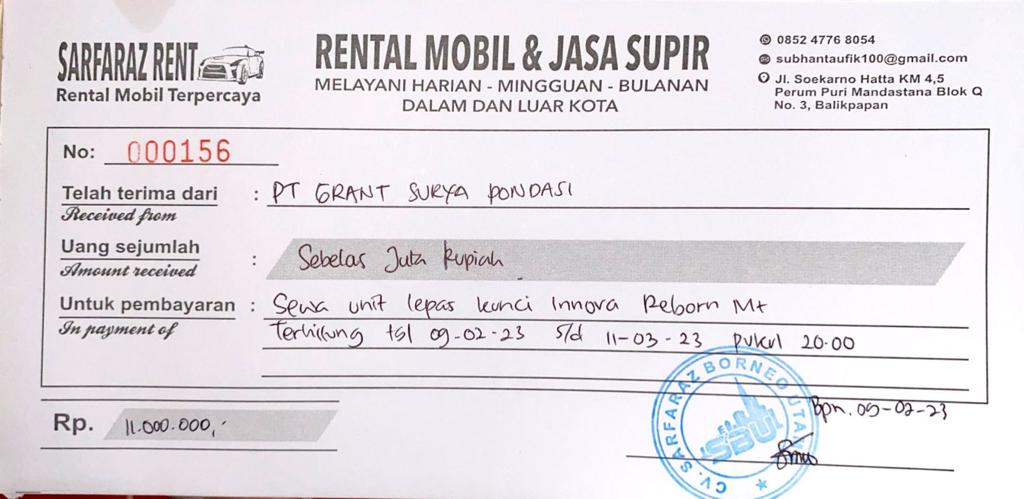 SARFARAZ RENT
Rental Mobil Terpercaya
RENTAL MOBIL & JASA SUPIR
MELAYANI HARIAN - MINGGUAN - BULANAN
DALAM DAN LUAR KOTA
0852 4776 8054
subhantaufik100@gmail.com
Jl. Soekarno Hatta KM 4,5
Perum Puri Mandastana Blok Q
No. 3, Balikpapan
No: 000156
Telah terima dari : PT GRANT SURYA PONDASI
Received from
Uang sejumlah : Sebelas Juta Rupiah
Amount received
Untuk pembayaran : Sewa unit lepas kunci Innova Reborn Mt
In payment of
Terhitung tgl 09-02-23 s/d 11-03-23 pukul 20:00
Bpn, 09-02-23
Rp. 11.000.000,-
CV. SARFARAZ BORNEO UTAMA
SBU